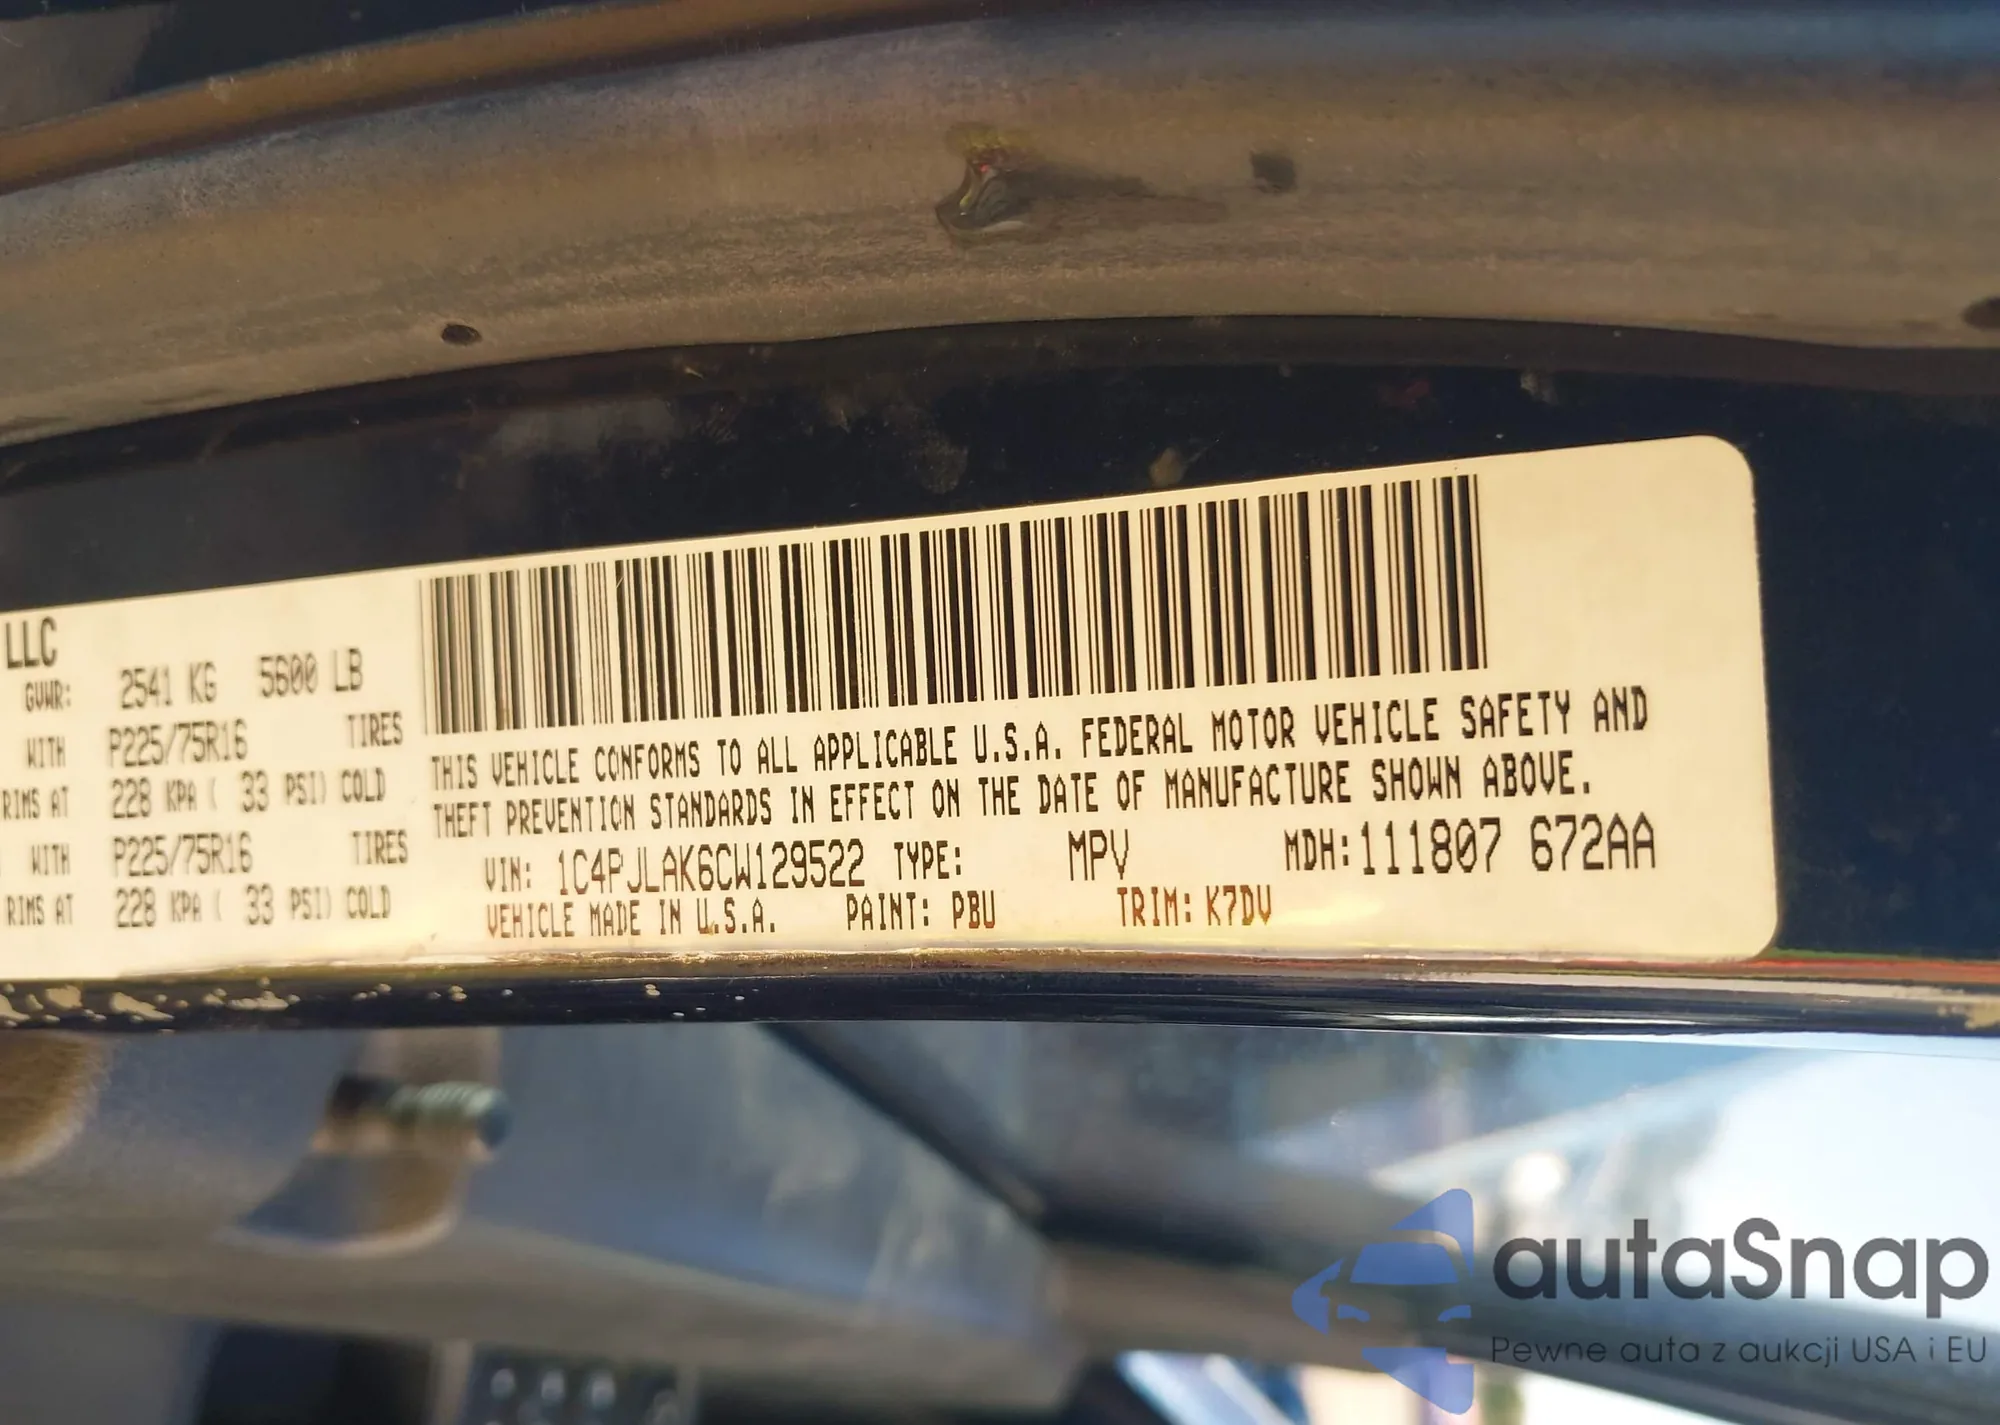 LLC
GVWR: 2541 KG 5600 LB
WITH P225/75R16 TIRES
RIMS AT 228 KPA ( 33 PSI) COLD
WITH P225/75R16 TIRES
RIMS AT 228 KPA ( 33 PSI) COLD
THIS VEHICLE CONFORMS TO ALL APPLICABLE U.S.A. FEDERAL MOTOR VEHICLE SAFETY AND
THEFT PREVENTION STANDARDS IN EFFECT ON THE DATE OF MANUFACTURE SHOWN ABOVE.
VIN: 1C4PJLAK6CW129522 TYPE: MPV MDH:111807 672AA
VEHICLE MADE IN U.S.A. PAINT: PBU TRIM: K7DV
autaSnap
Pewne auta z aukcji USA i EU